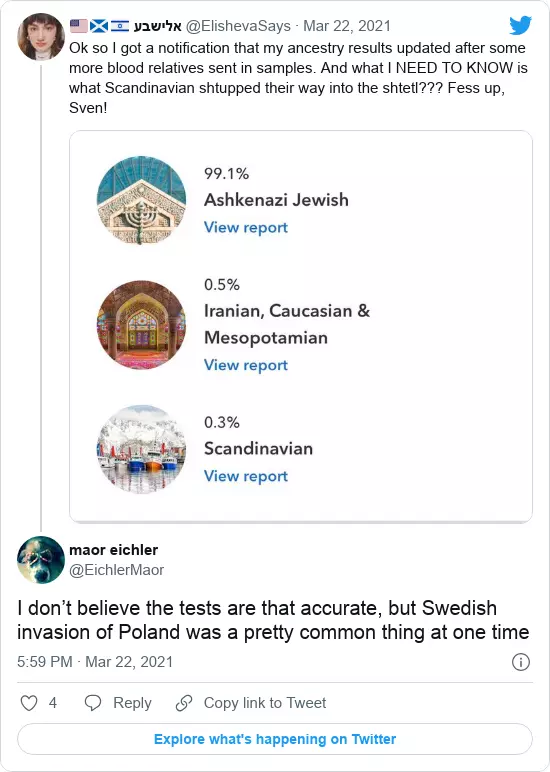 אלישבע @ElishevaSays · Mar 22, 2021
Ok so I got a notification that my ancestry results updated after some
more blood relatives sent in samples. And what I NEED TO KNOW is
what Scandinavian shtupped their way into the shtetl??? Fess up,
Sven!
99.1%
Ashkenazi Jewish
View report
0.5%
Iranian, Caucasian &
Mesopotamian
View report
0.3%
Scandinavian
View report
maor eichler
@EichlerMaor
I don’t believe the tests are that accurate, but Swedish
invasion of Poland was a pretty common thing at one time
5:59 PM · Mar 22, 2021
4 Reply Copy link to Tweet
Explore what's happening on Twitter